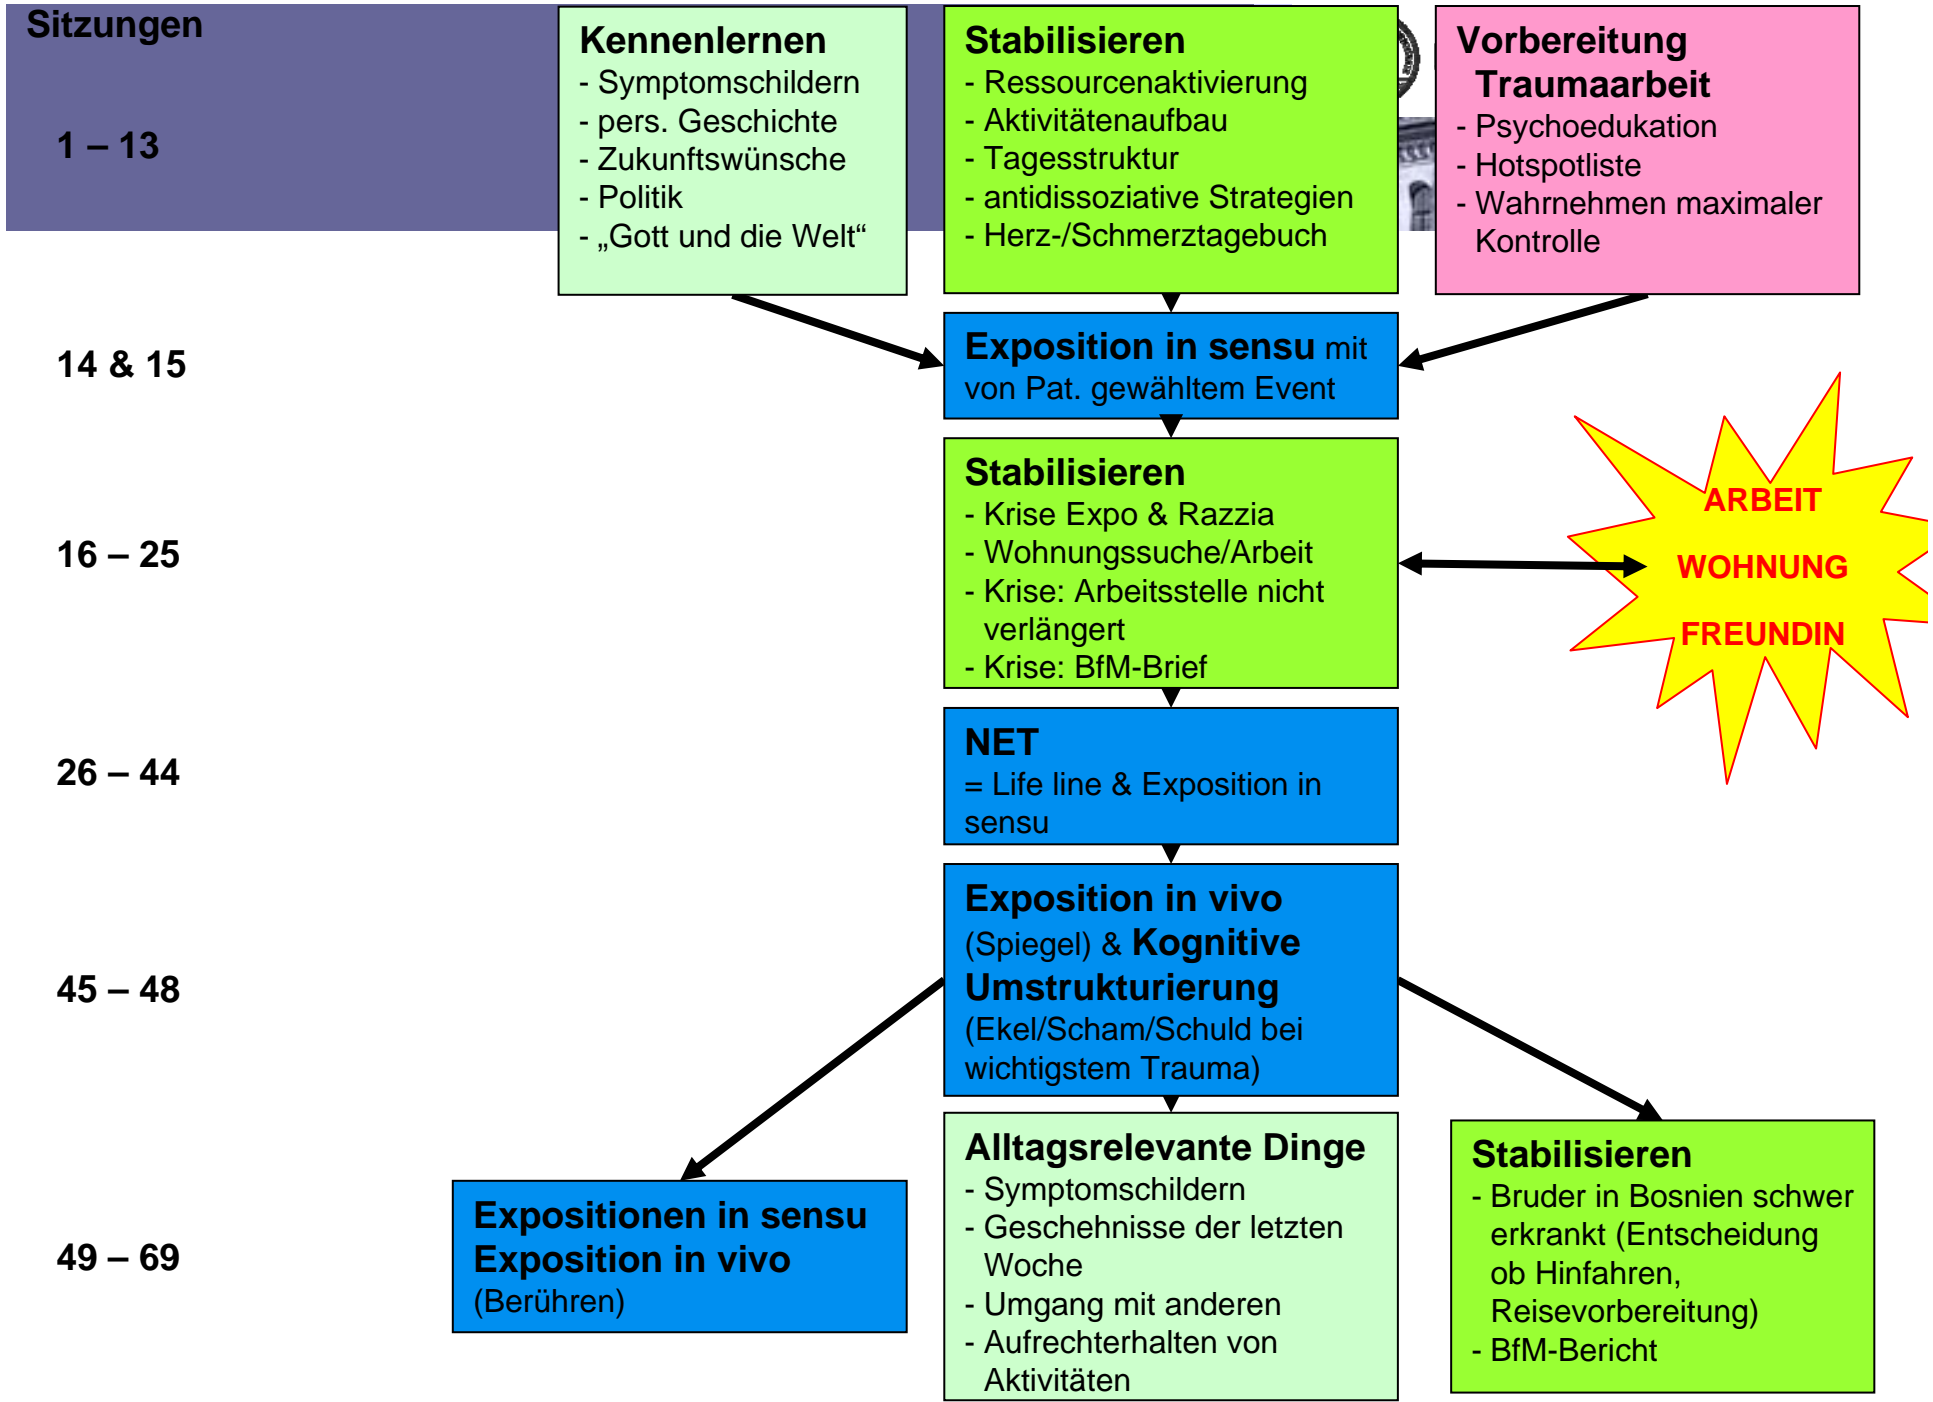 Sitzungen
1 – 13
Kennenlernen
- Symptomschildern
- pers. Geschichte
- Zukunftswünsche
- Politik
- „Gott und die Welt“
Stabilisieren
- Ressourcenaktivierung
- Aktivitätenaufbau
- Tagesstruktur
- antidissoziative Strategien
- Herz-/Schmerztagebuch
Vorbereitung
Traumaarbeit
- Psychoedukation
- Hotspotliste
- Wahrnehmen maximaler
Kontrolle
14 & 15
Exposition in sensu mit
von Pat. gewähltem Event
16 – 25
Stabilisieren
- Krise Expo & Razzia
- Wohnungssuche/Arbeit
- Krise: Arbeitsstelle nicht
verlängert
- Krise: BfM-Brief
ARBEIT
WOHNUNG
FREUNDIN
26 – 44
NET
= Life line & Exposition in
sensu
45 – 48
Exposition in vivo
(Spiegel) & Kognitive
Umstrukturierung
(Ekel/Scham/Schuld bei
wichtigstem Trauma)
49 – 69
Expositionen in sensu
Exposition in vivo
(Berühren)
Alltagsrelevante Dinge
- Symptomschildern
- Geschehnisse der letzten
Woche
- Umgang mit anderen
- Aufrechterhalten von
Aktivitäten
Stabilisieren
- Bruder in Bosnien schwer
erkrankt (Entscheidung
ob Hinfahren,
Reisevorbereitung)
- BfM-Bericht